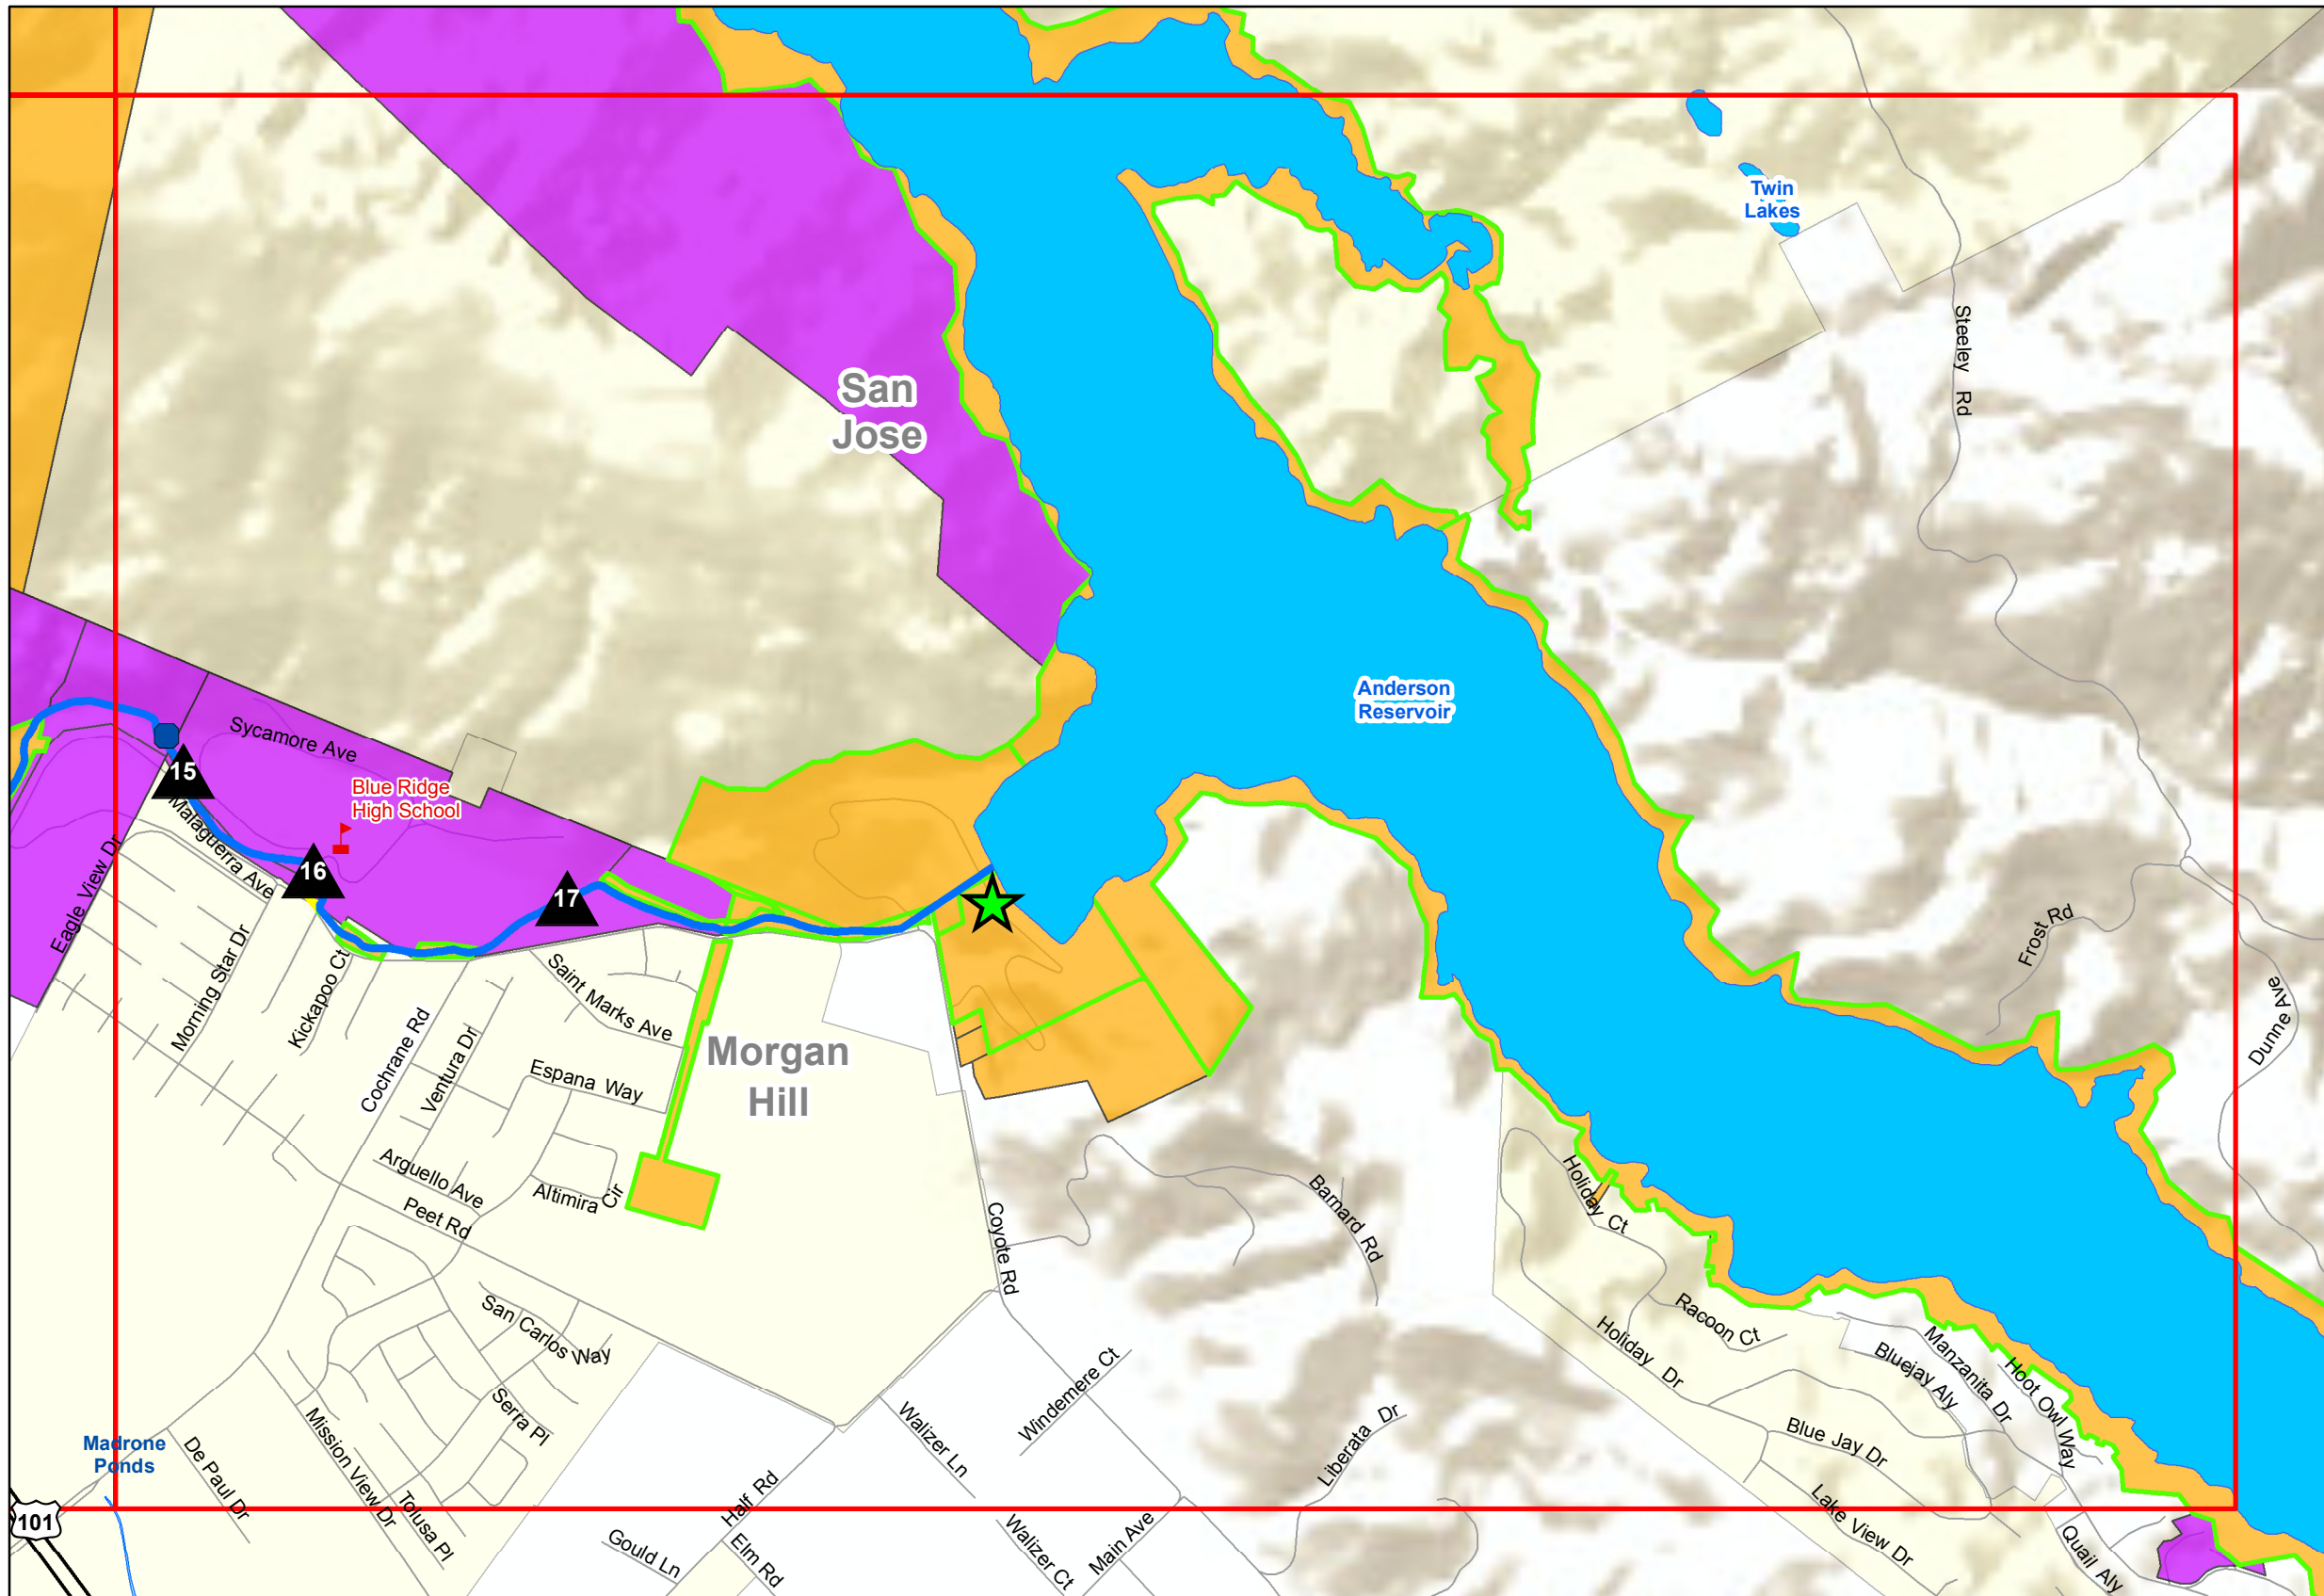 Twin
Lakes
Steeley Rd
San
Jose
Anderson
Reservoir
Sycamore Ave
15
Blue Ridge
High School
Malaguerra Ave
16
17
Eagle View Dr
Morning Star Dr
Kickapoo Ct
Cochrane Rd
Ventura Dr
Saint Marks Ave
Espana Way
Morgan
Hill
Frost Rd
Dunne Ave
Arguello Ave
Altimira Cir
Peet Rd
Coyote Rd
Barnard Rd
Holiday Ct
San Carlos Way
Racoon Ct
Holiday Dr
Manzanita Dr
Bluejay Aly
Hoot Owl Way
Serra Pl
Windemere Ct
Walizer Ln
Liberata Dr
Blue Jay Dr
Madrone
Ponds
De Paul Dr
Mission View Dr
Tolusa Pl
Half Rd
Lake View Dr
101
Gould Ln
Elm Rd
Walizer Ct
Main Ave
Quail Aly